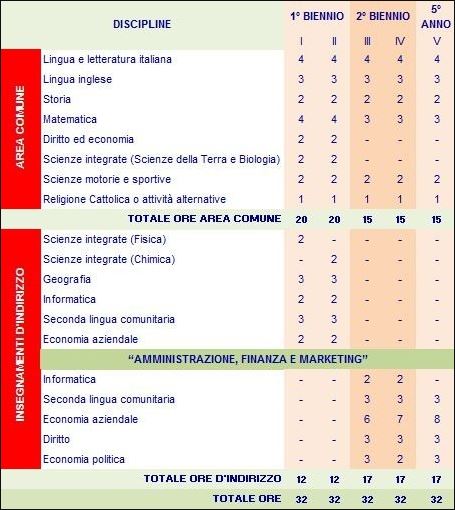 DISCIPLINE 1° BIENNIO 2° BIENNIO 5° ANNO
I II III IV V
AREA COMUNE
Lingua e letteratura italiana 4 4 4 4 4
Lingua inglese 3 3 3 3 3
Storia 2 2 2 2 2
Matematica 4 4 3 3 3
Diritto ed economia 2 2 - - -
Scienze integrate (Scienze della Terra e Biologia) 2 2 - - -
Scienze motorie e sportive 2 2 2 2 2
Religione Cattolica o attività alternative 1 1 1 1 1
TOTALE ORE AREA COMUNE 20 20 15 15 15
INSEGNAMENTI D'INDIRIZZO
Scienze integrate (Fisica) 2 - - - -
Scienze integrate (Chimica) - 2 - - -
Geografia 3 3 - - -
Informatica 2 2 - - -
Seconda lingua comunitaria 3 3 - - -
Economia aziendale 2 2 - - -
"AMMINISTRAZIONE, FINANZA E MARKETING"
Informatica - - 2 2 -
Seconda lingua comunitaria - - 3 3 3
Economia aziendale - - 6 7 8
Diritto - - 3 3 3
Economia politica - - 3 2 3
TOTALE ORE D'INDIRIZZO 12 12 17 17 17
TOTALE ORE 32 32 32 32 32